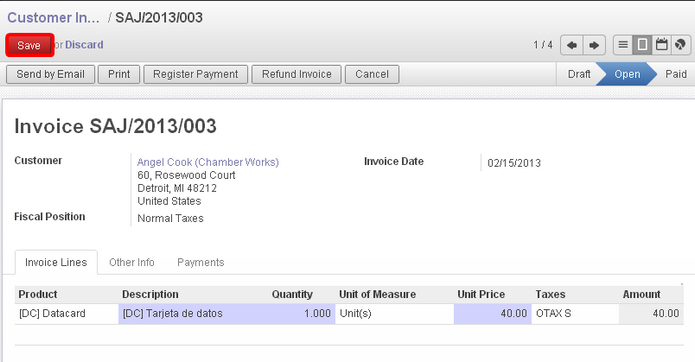 Customer In... / SAJ/2013/003
Save or Discard
1 / 4
Send by Email Print Register Payment Refund Invoice Cancel
Draft Open Paid
Invoice SAJ/2013/003
Customer Angel Cook (Chamber Works) Invoice Date 02/15/2013
60, Rosewood Court
Detroit, MI 48212
United States
Fiscal Position Normal Taxes
Invoice Lines Other Info Payments
Product Description Quantity Unit of Measure Unit Price Taxes Amount
[DC] Datacard [DC] Tarjeta de datos 1.000 Unit(s) 40.00 OTAX S 40.00